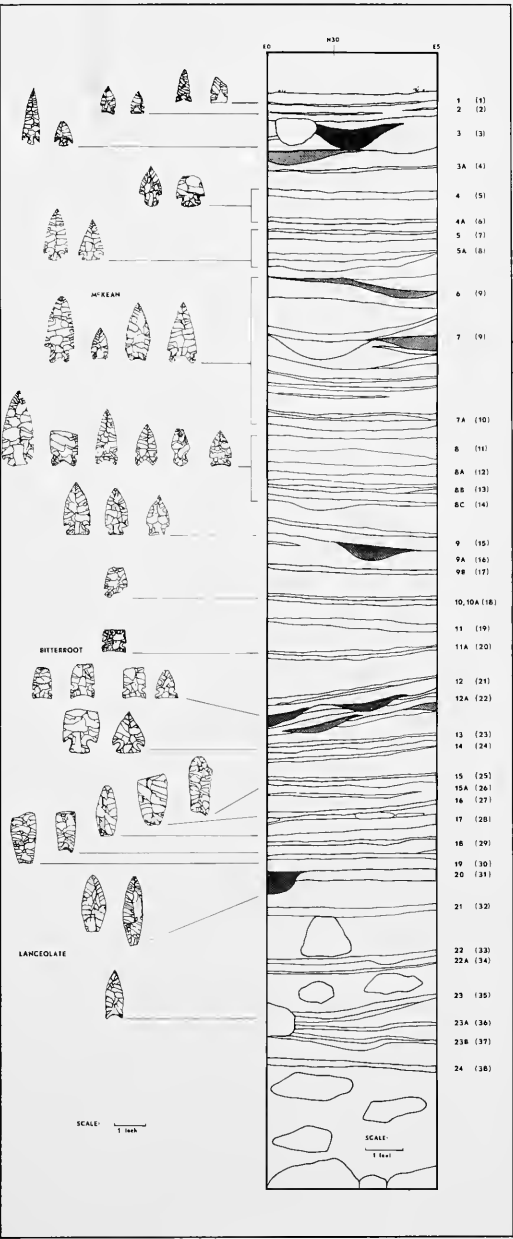 E0 N30 E5
1 (1)
2 (2)
3 (3)
3A (4)
4 (5)
4A (6)
5 (7)
5A (8)
6 (9)
7 (9)
7A (10)
8 (11)
8A (12)
8B (13)
8C (14)
9 (15)
9A (16)
9B (17)
10,10A (18)
11 (19)
11A (20)
12 (21)
12A (22)
13 (23)
14 (24)
15 (25)
15A (26)
16 (27)
17 (28)
18 (29)
19 (30)
20 (31)
21 (32)
22 (33)
22A (34)
23 (35)
23A (36)
23B (37)
24 (38)
McKEAN
BITTERROOT
LANCEOLATE
SCALE:
1 Inch
SCALE:
1 foot